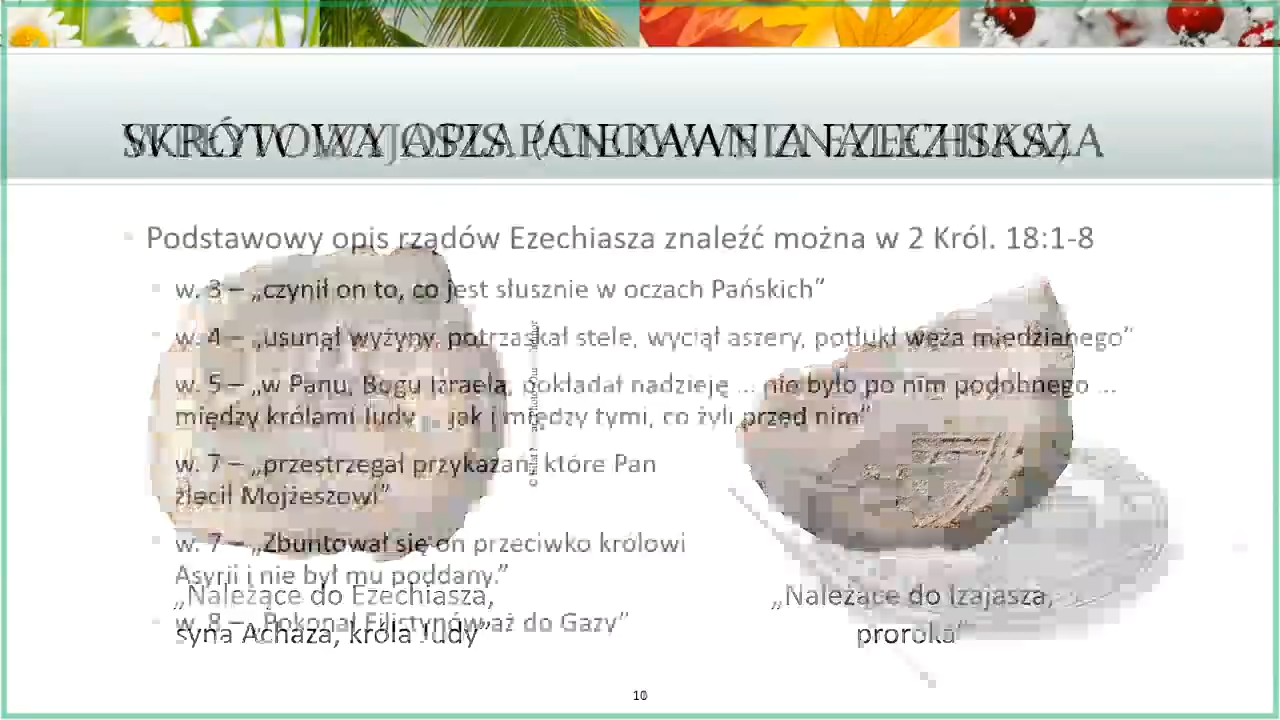 SKRÓTOWY OPIS PANOWANIA EZECHIASZA
Podstawowy opis rządów Ezechiasza znaleźć można w 2 Król. 18:1-8
w. 3 – „czynił on to, co jest słusznie w oczach Pańskich”
w. 4 – „usunął wyżyny, potrzaskał stele, wyciął aszery, potłukł węża miedzianego”
w. 5 – „w Panu, Bogu Izraela, pokładał nadzieję ... nie było po nim podobnego ...
między królami Judy ... jak i między tymi, co żyli przed nim”
w. 7 – „przestrzegał przykazań, które Pan
zlecił Mojżeszowi”
w. 7 – „Zbuntował się on przeciwko królowi
Asyrii i nie był mu poddany.”
„Należące do Ezechiasza,
w. 8 – „Pokonał Filistynów aż do Gazy”
syna Achaza, króla Judy”
„Należące do Izajasza,
proroka”
10